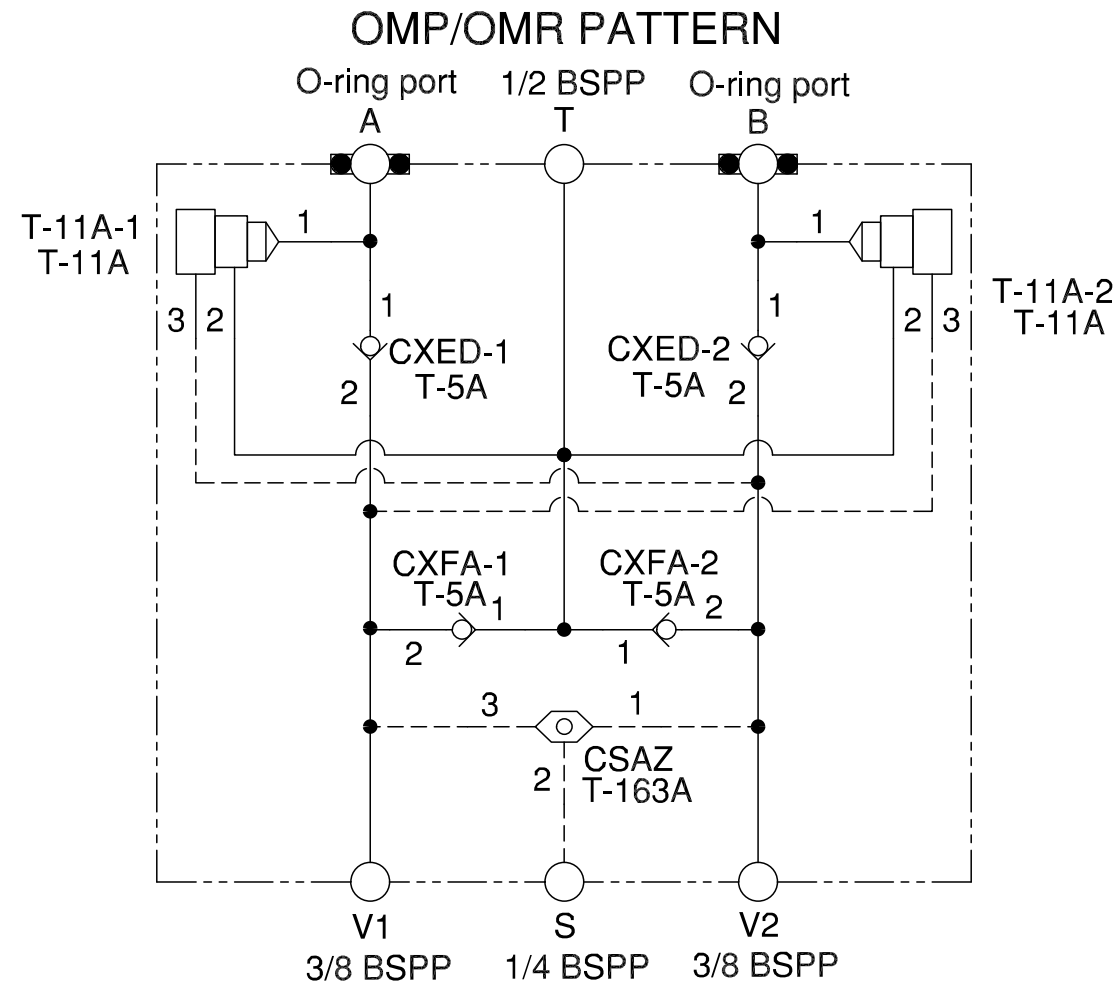 OMP/OMR PATTERN
O-ring port
1/2 BSPP
O-ring port
A
T
B
T-11A-1
T-11A
1
1
T-11A-2
T-11A
3
2
1
1
2
3
CXED-1
T-5A
CXED-2
T-5A
2
2
CXFA-1
T-5A
CXFA-2
T-5A
1
2
2
1
3
1
CSAZ
T-163A
2
V1
S
V2
3/8 BSPP
1/4 BSPP
3/8 BSPP